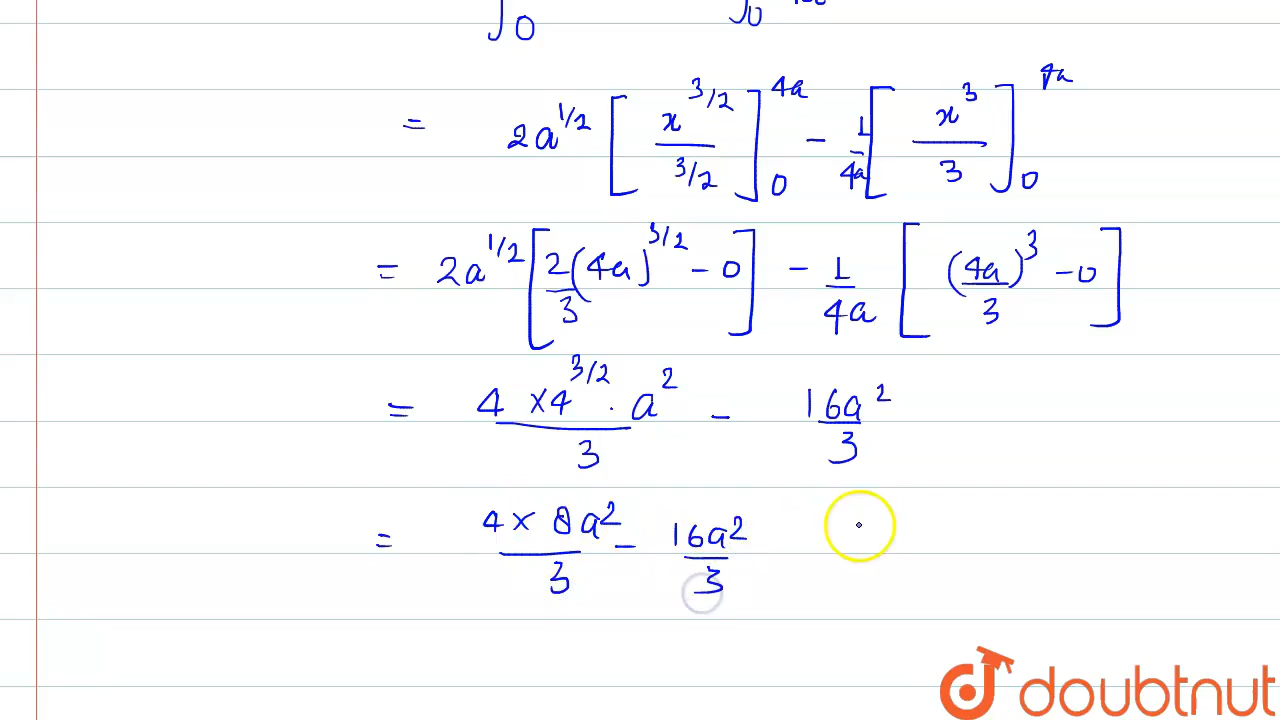 ∫0 ∫0
= 2a^1/2 [x^3/2 / 3/2]_0^4a − 1/4a [x^3 / 3]_0^4a
= 2a^1/2 [2/3 (4a)^3/2 − 0] − 1/4a [(4a/3)^3 − 0]
= 4 × 4^3/2 · a^2 / 3 − 16a^2 / 3
= 4 × 8a^2 / 3 − 16a^2 / 3
doubtnut